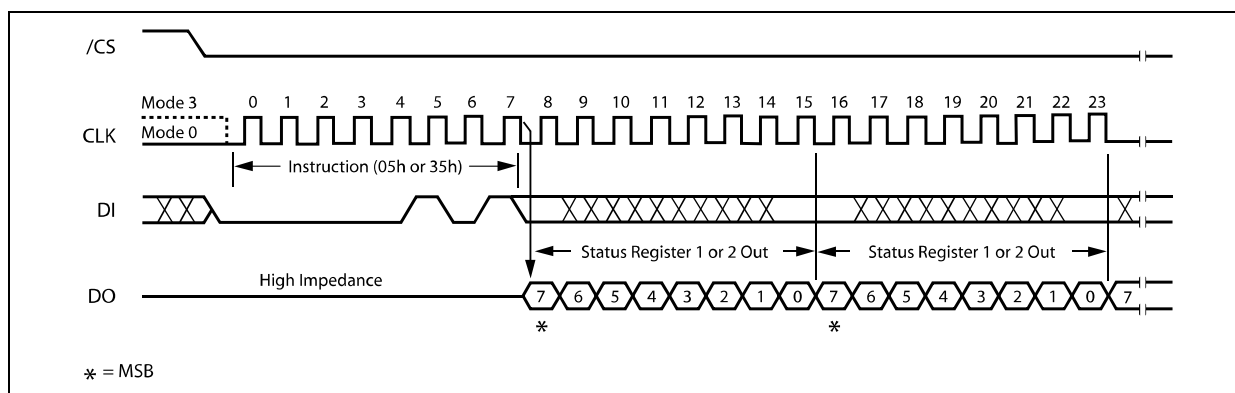 /CS
Mode 3 0 1 2 3 4 5 6 7 8 9 10 11 12 13 14 15 16 17 18 19 20 21 22 23
CLK Mode 0
Instruction (05h or 35h)
DI
Status Register 1 or 2 Out Status Register 1 or 2 Out
High Impedance
DO 7 6 5 4 3 2 1 0 7 6 5 4 3 2 1 0 7
* *
* = MSB